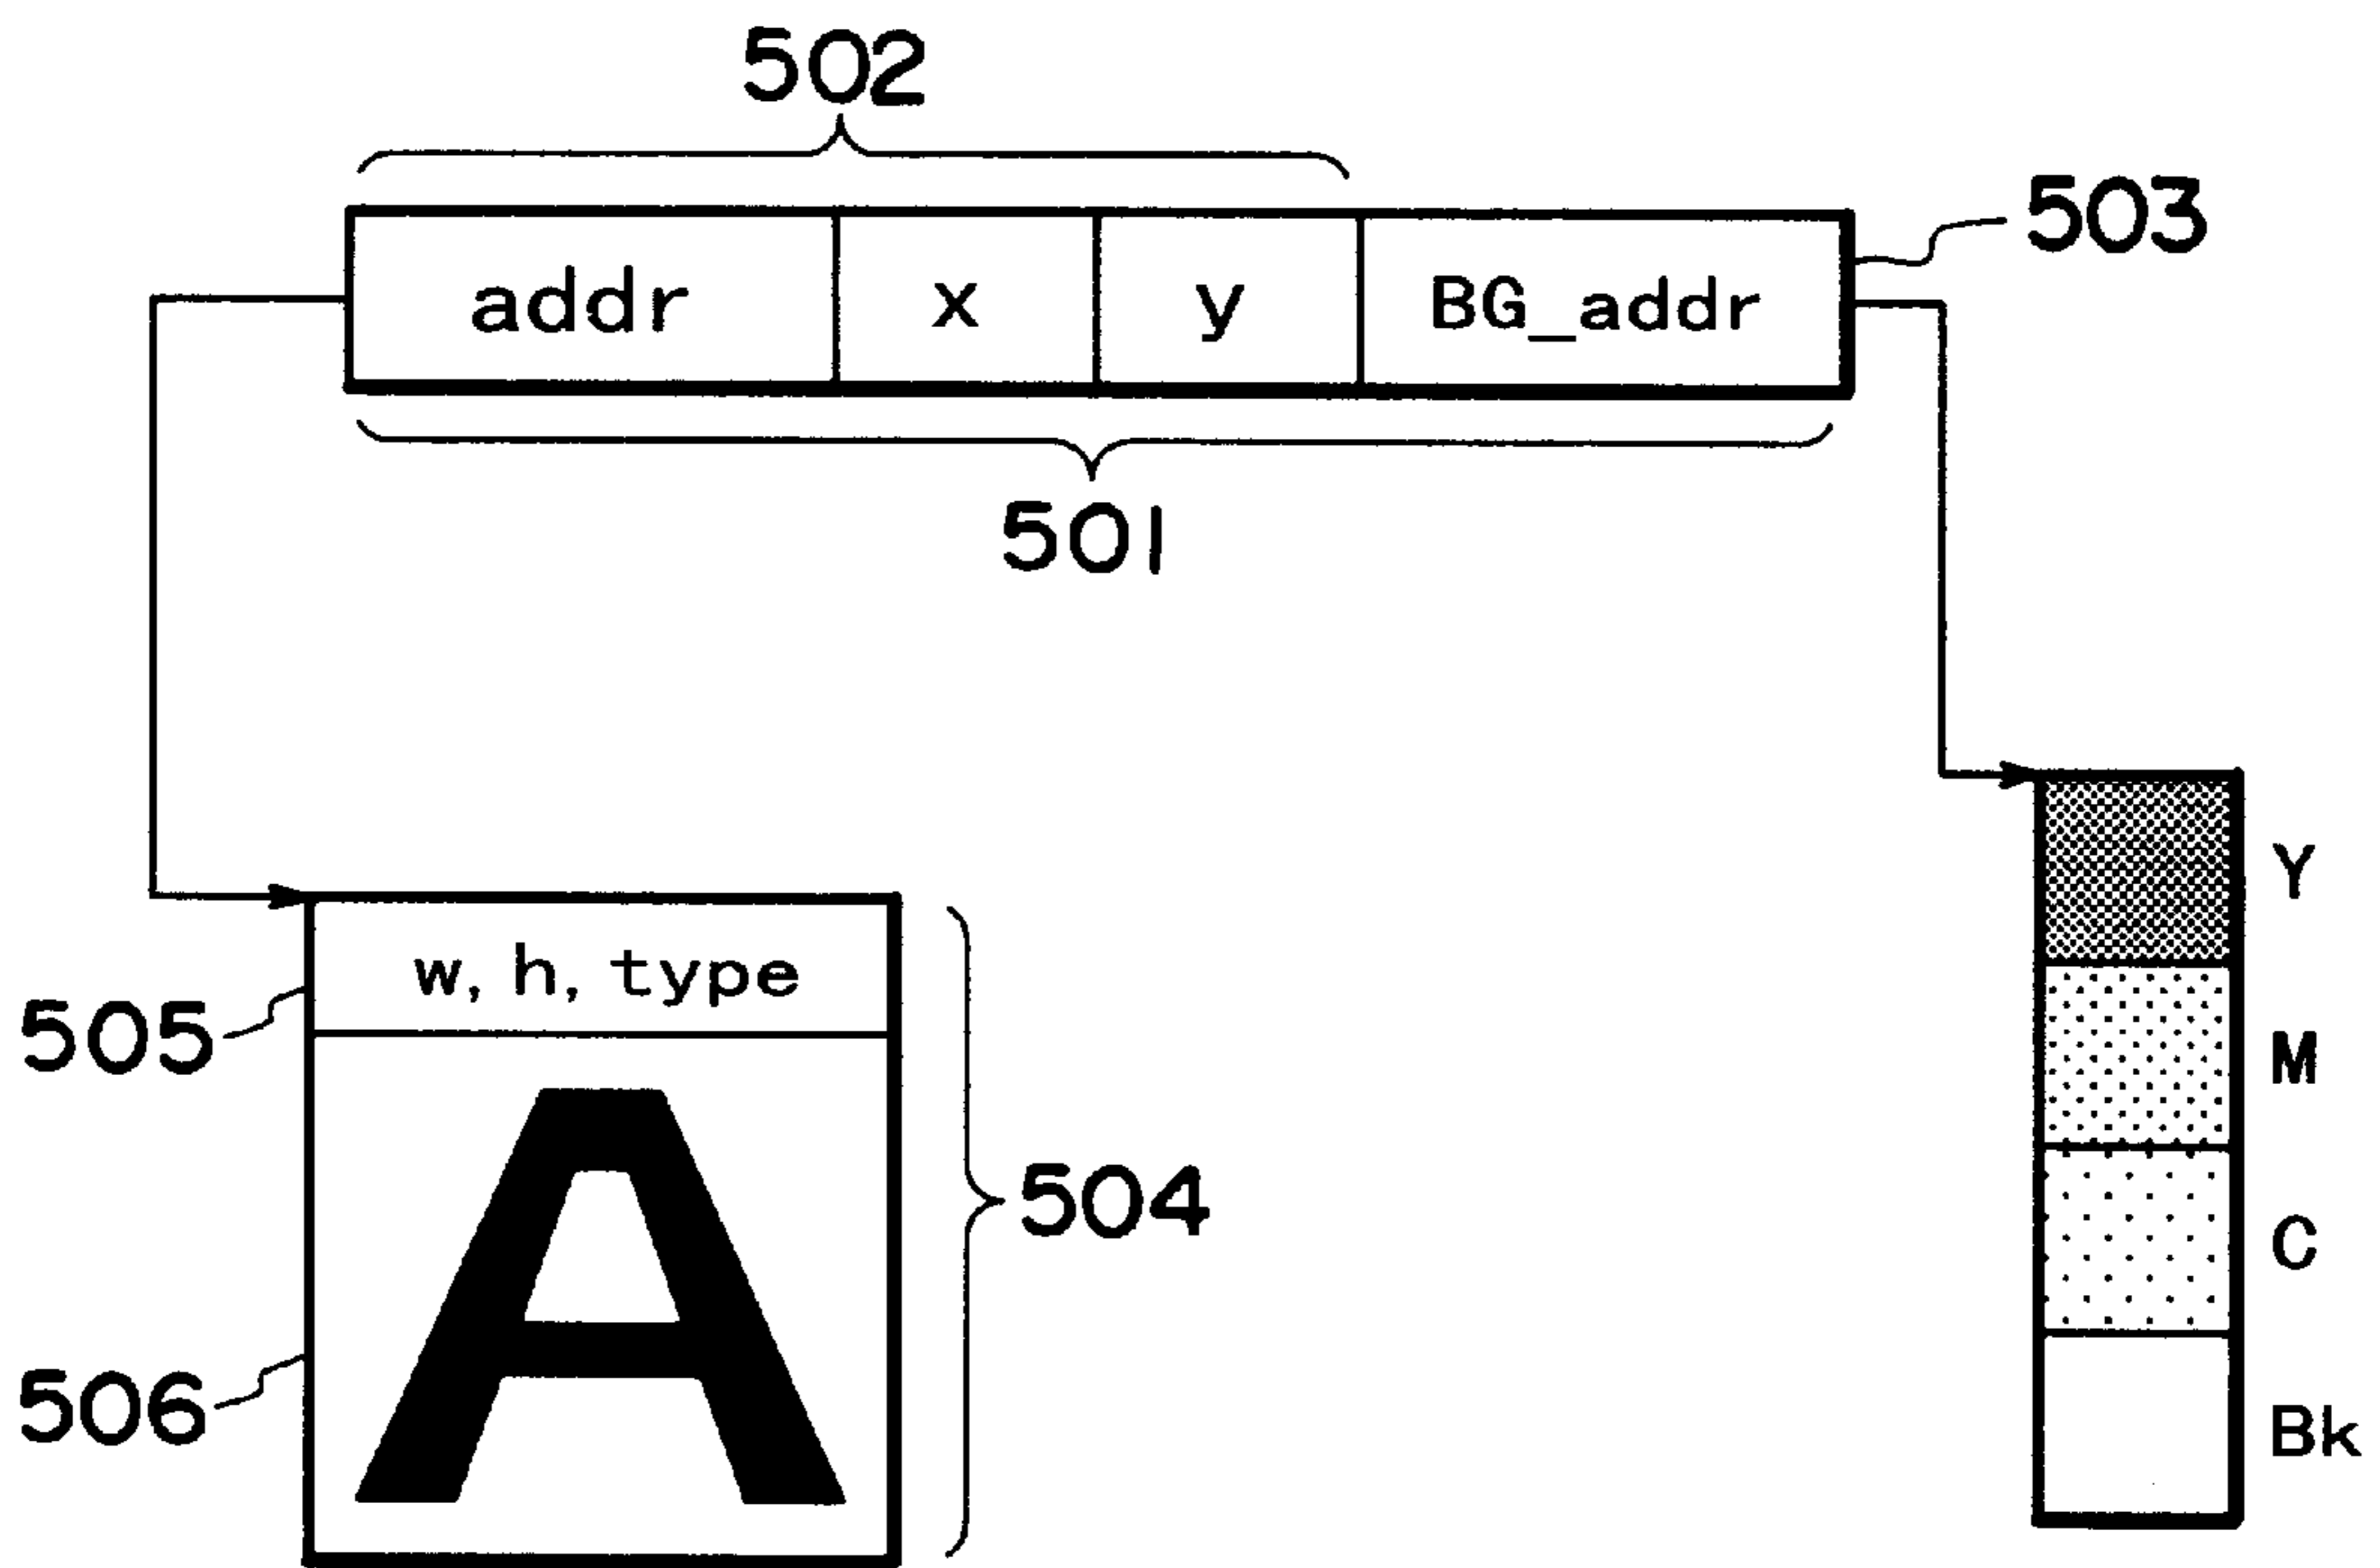 502
503
addr x y BG_addr
501
w, h, type
505
Y
M
A
504
C
506
Bk